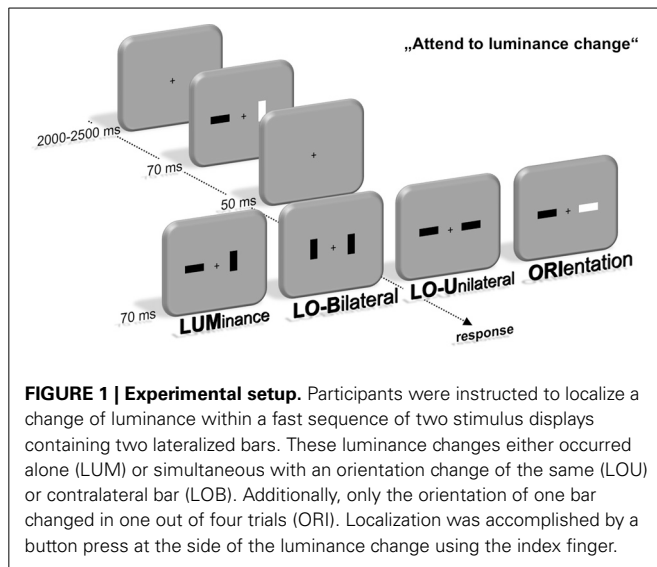 „Attend to luminance change“
2000-2500 ms
70 ms
50 ms
70 ms
LUMinance
LO-Bilateral
LO-Unilateral
ORIentation
response
FIGURE 1 | Experimental setup. Participants were instructed to localize a
change of luminance within a fast sequence of two stimulus displays
containing two lateralized bars. These luminance changes either occurred
alone (LUM) or simultaneous with an orientation change of the same (LOU)
or contralateral bar (LOB). Additionally, only the orientation of one bar
changed in one out of four trials (ORI). Localization was accomplished by a
button press at the side of the luminance change using the index finger.